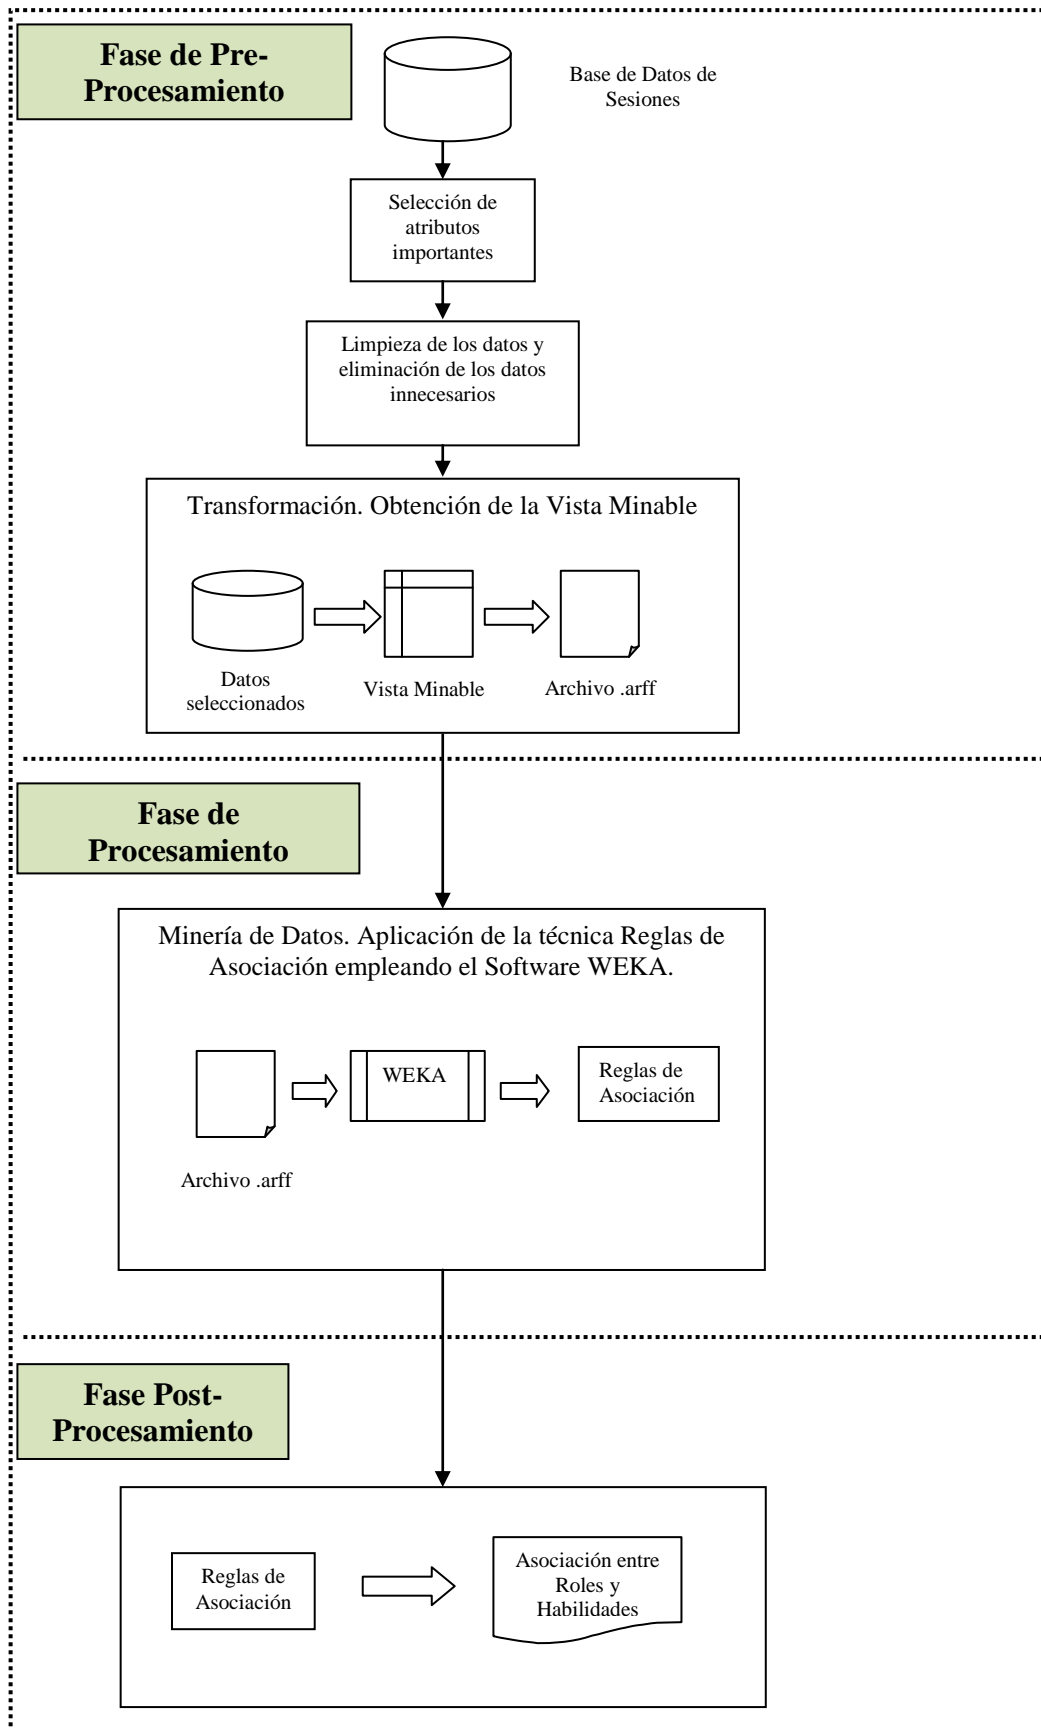 Fase de Pre-
Procesamiento
Base de Datos de
Sesiones
Selección de
atributos
importantes
Limpieza de los datos y
eliminación de los datos
innecesarios
Transformación. Obtención de la Vista Minable
Datos
seleccionados
Vista Minable
Archivo .arff
Fase de
Procesamiento
Minería de Datos. Aplicación de la técnica Reglas de
Asociación empleando el Software WEKA.
WEKA
Reglas de
Asociación
Archivo .arff
Fase Post-
Procesamiento
Reglas de
Asociación
Asociación entre
Roles y
Habilidades